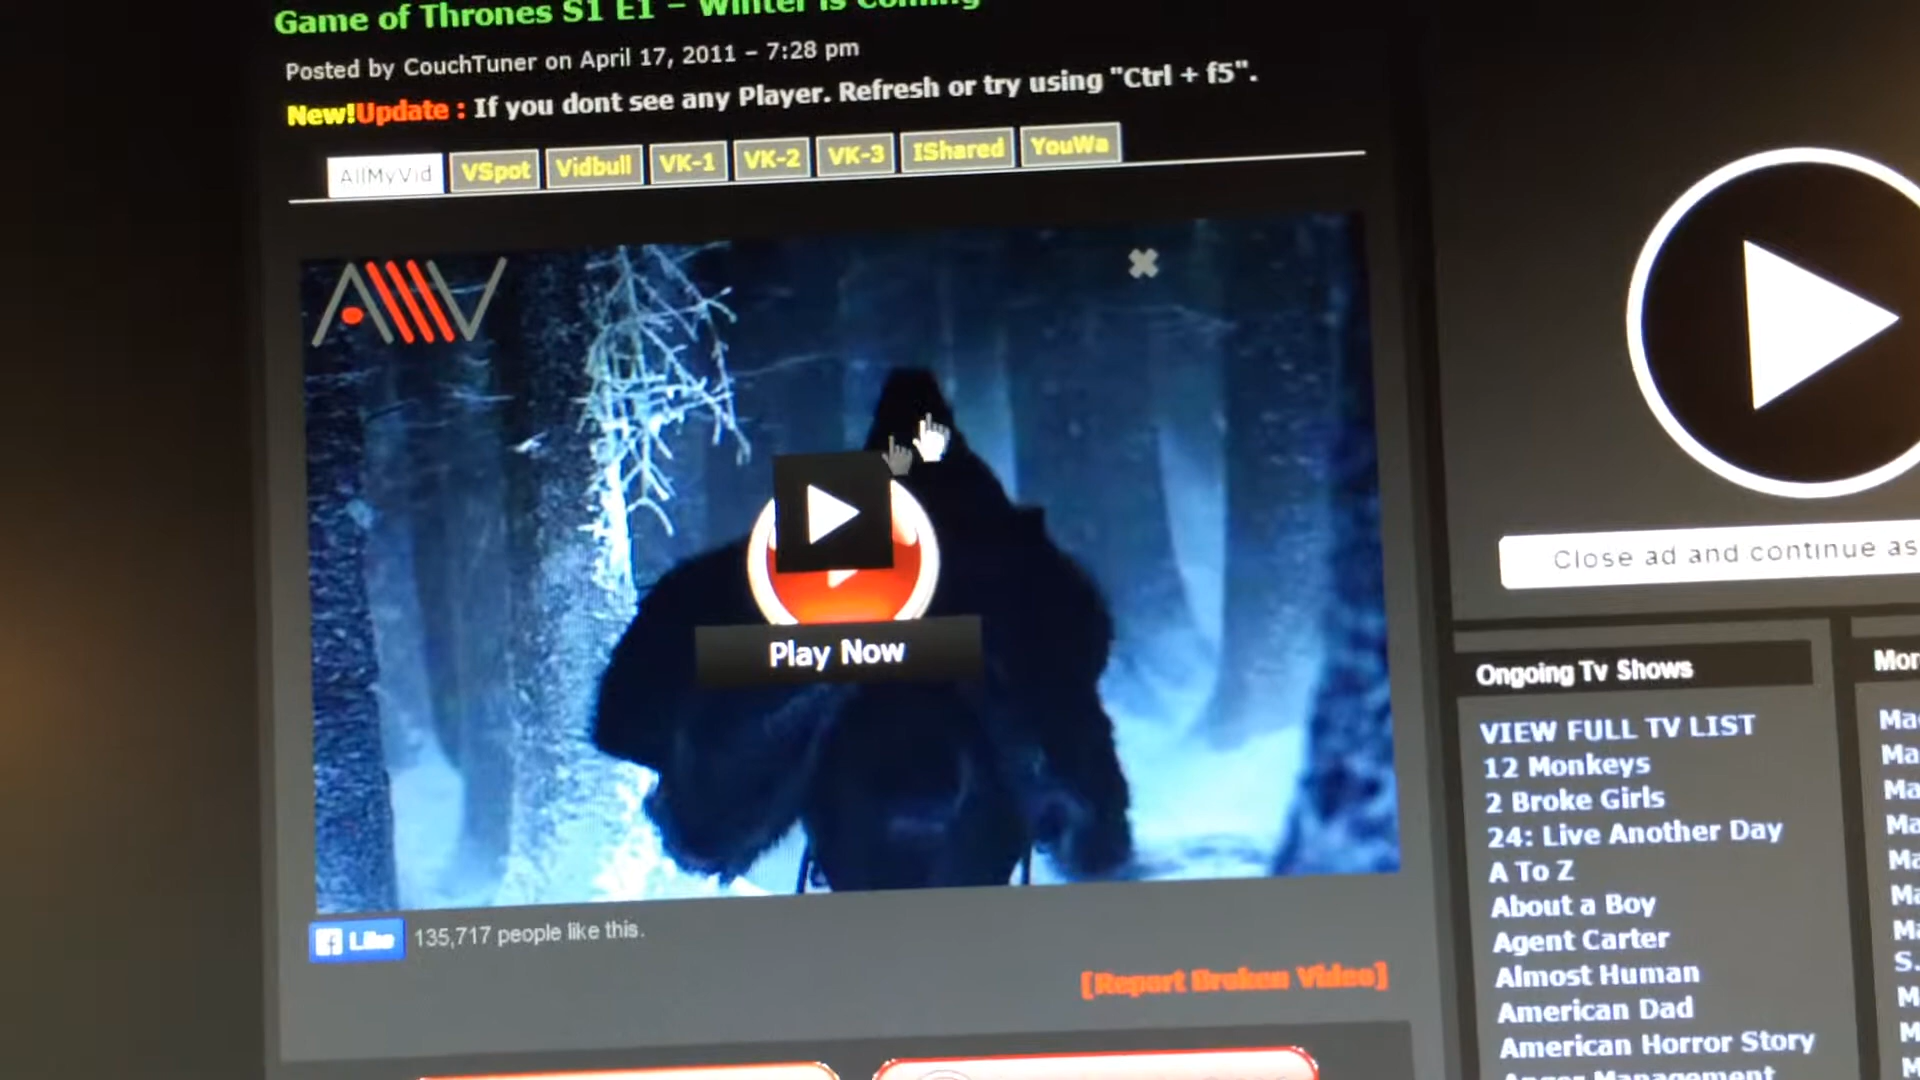 Game of Thrones S1 E1 – Winter is Coming
Posted by CouchTuner on April 17, 2011 – 7:28 pm
New!Update : If you dont see any Player. Refresh or try using "Ctrl + f5".
AllMyVid VSpot Vidbull VK-1 VK-2 VK-3 IShared YouWa
Play Now
Like 135,717 people like this.
[Report Broken Video]
Close ad and continue as
Ongoing Tv Shows
VIEW FULL TV LIST
12 Monkeys
2 Broke Girls
24: Live Another Day
A To Z
About a Boy
Agent Carter
Almost Human
American Dad
American Horror Story
Anger Management